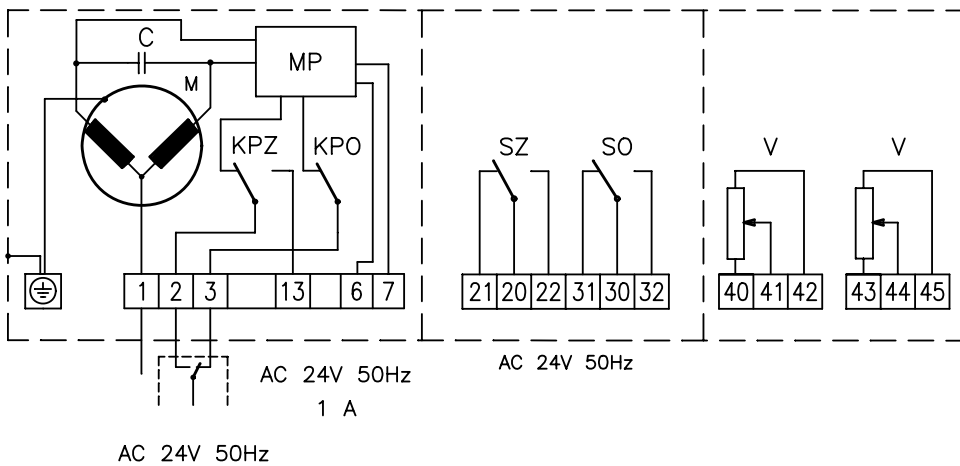 C
MP
M
KPZ KPO
SZ SO
V V
1 2 3 13 6 7
21 20 22 31 30 32
40 41 42
43 44 45
AC 24V 50Hz
1 A
AC 24V 50Hz
AC 24V 50Hz